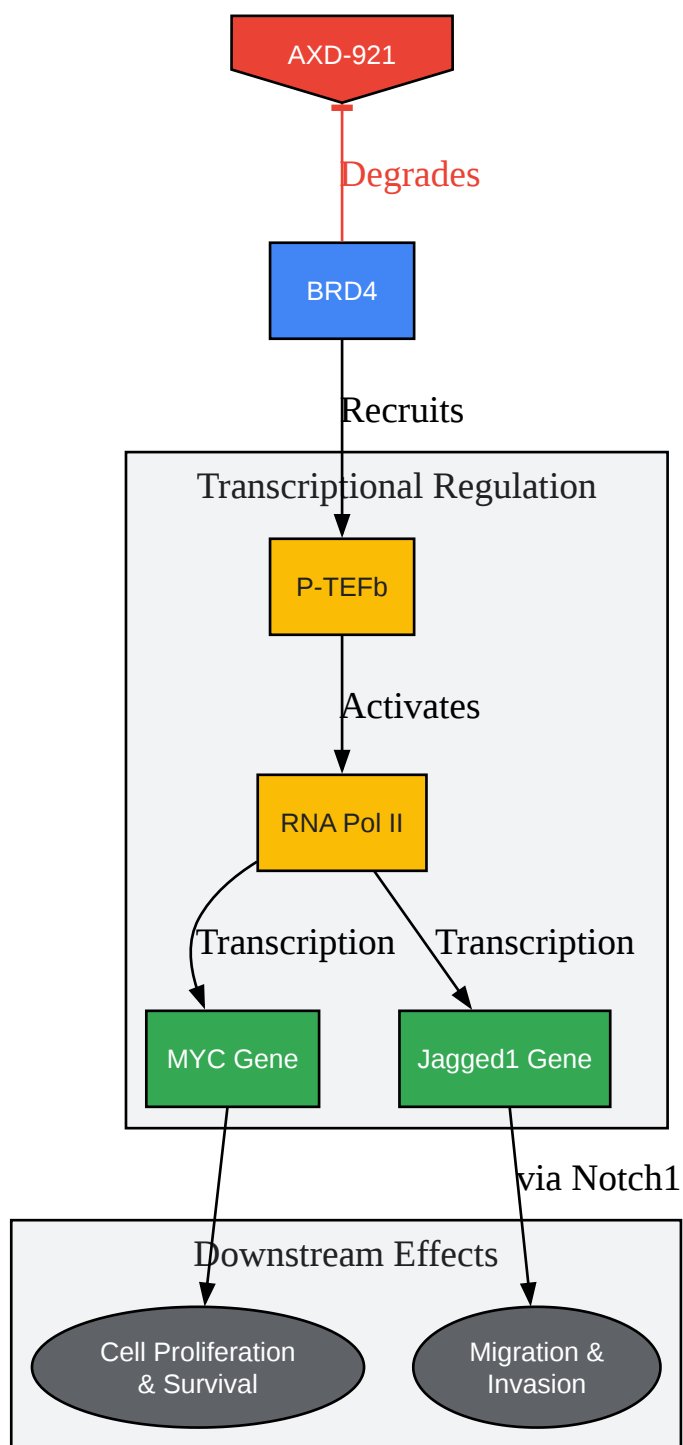 AXD-921
Degrades
BRD4
Recruits
Transcriptional Regulation
P-TEFb
Activates
RNA Pol II
Transcription
Transcription
MYC Gene
Jagged1 Gene
via Notch1
Downstream Effects
Cell Proliferation
& Survival
Migration &
Invasion